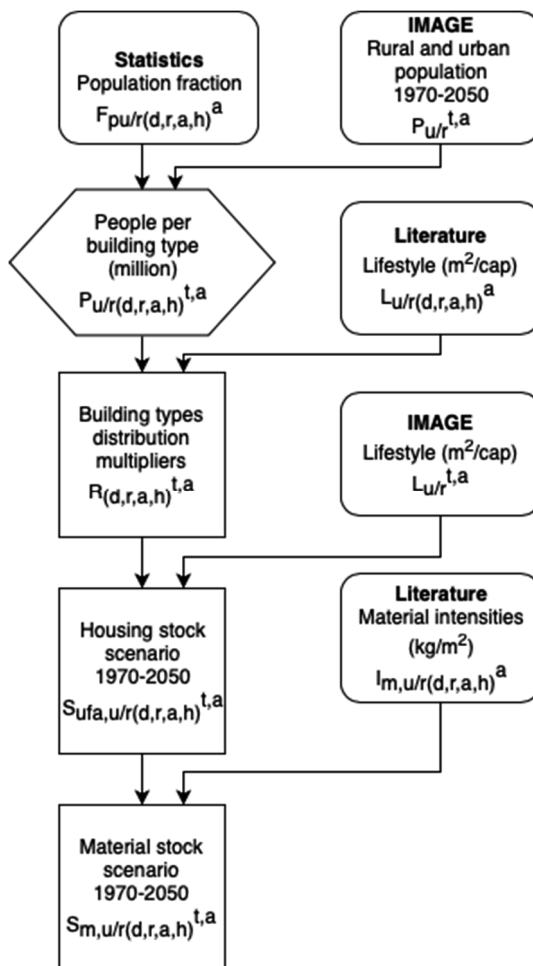 Statistics
Population fraction
Fpu/r(d,r,a,h)^a
IMAGE
Rural and urban
population
1970-2050
Pu/r^t,a
People per
building type
(million)
Pu/r(d,r,a,h)^t,a
Literature
Lifestyle (m²/cap)
Lu/r(d,r,a,h)^a
Building types
distribution
multipliers
R(d,r,a,h)^t,a
IMAGE
Lifestyle (m²/cap)
Lu/r^t,a
Housing stock
scenario
1970-2050
Sufa,u/r(d,r,a,h)^t,a
Literature
Material intensities
(kg/m²)
Im,u/r(d,r,a,h)^a
Material stock
scenario
1970-2050
Sm,u/r(d,r,a,h)^t,a